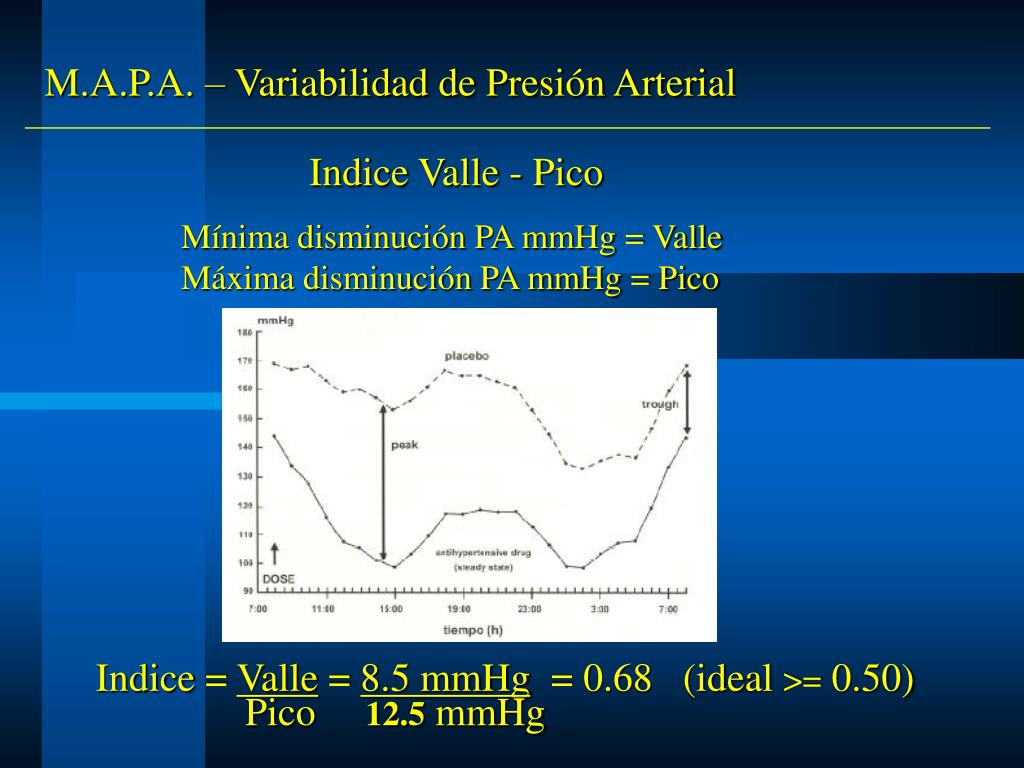 M.A.P.A. – Variabilidad de Presión Arterial
Indice Valle - Pico
Mínima disminución PA mmHg = Valle
Máxima disminución PA mmHg = Pico
mmHg
180
170
160
150
140
130
120
110
100
90
placebo
trough
peak
antihypertensive drug
(steady state)
DOSE
7:00 11:00 15:00 19:00 23:00 3:00 7:00
tiempo (h)
Indice = Valle = 8.5 mmHg = 0.68 (ideal >= 0.50)
Pico 12.5 mmHg